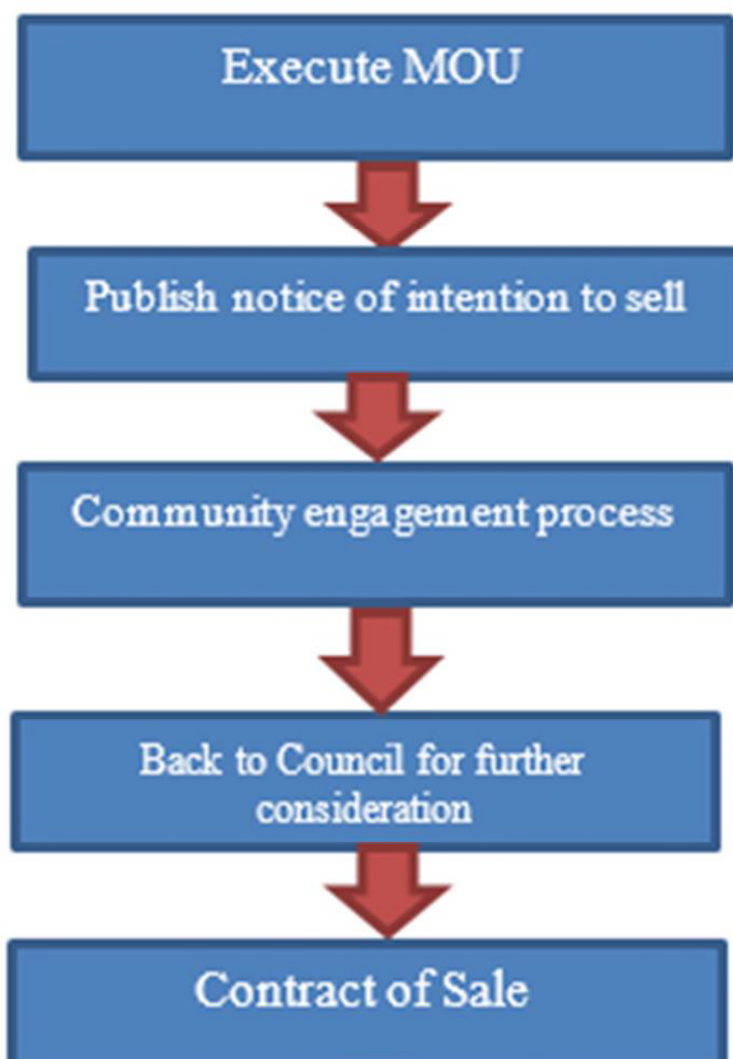 Execute MOU
Publish notice of intention to sell
Community engagement process
Back to Council for further
consideration
Contract of Sale